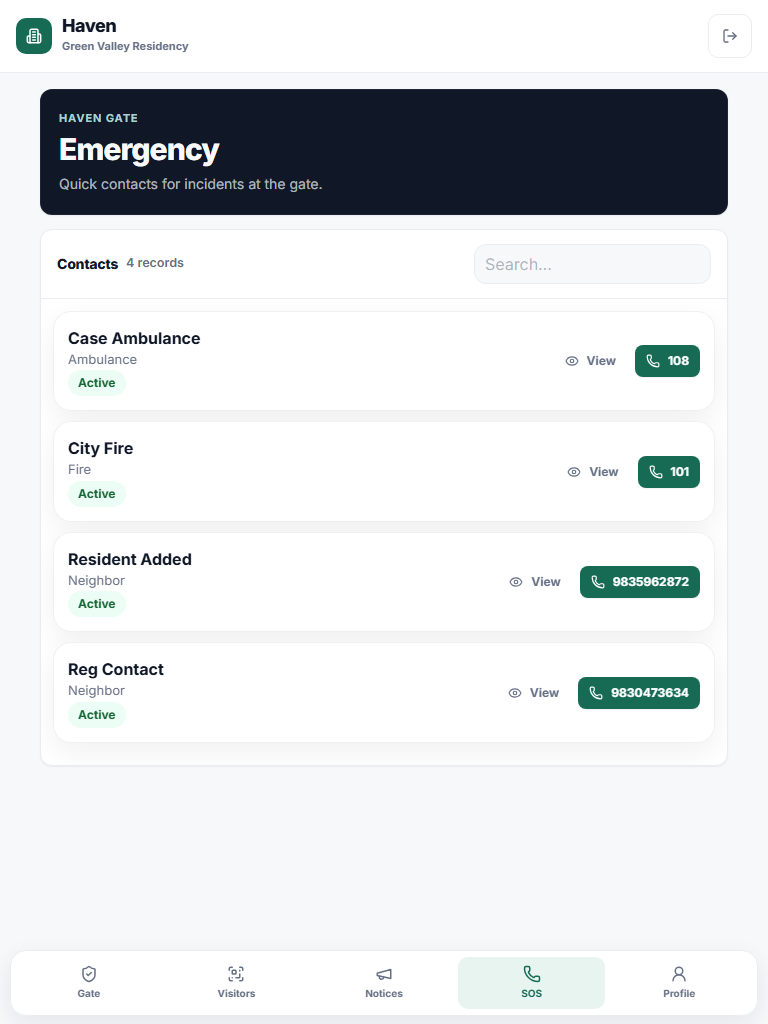 Haven
Green Valley Residency
HAVEN GATE
Emergency
Quick contacts for incidents at the gate.
Contacts 4 records
Search...
Case Ambulance
Ambulance
Active
View
108
City Fire
Fire
Active
View
101
Resident Added
Neighbor
Active
View
9835962872
Reg Contact
Neighbor
Active
View
9830473634
Gate
Visitors
Notices
SOS
Profile